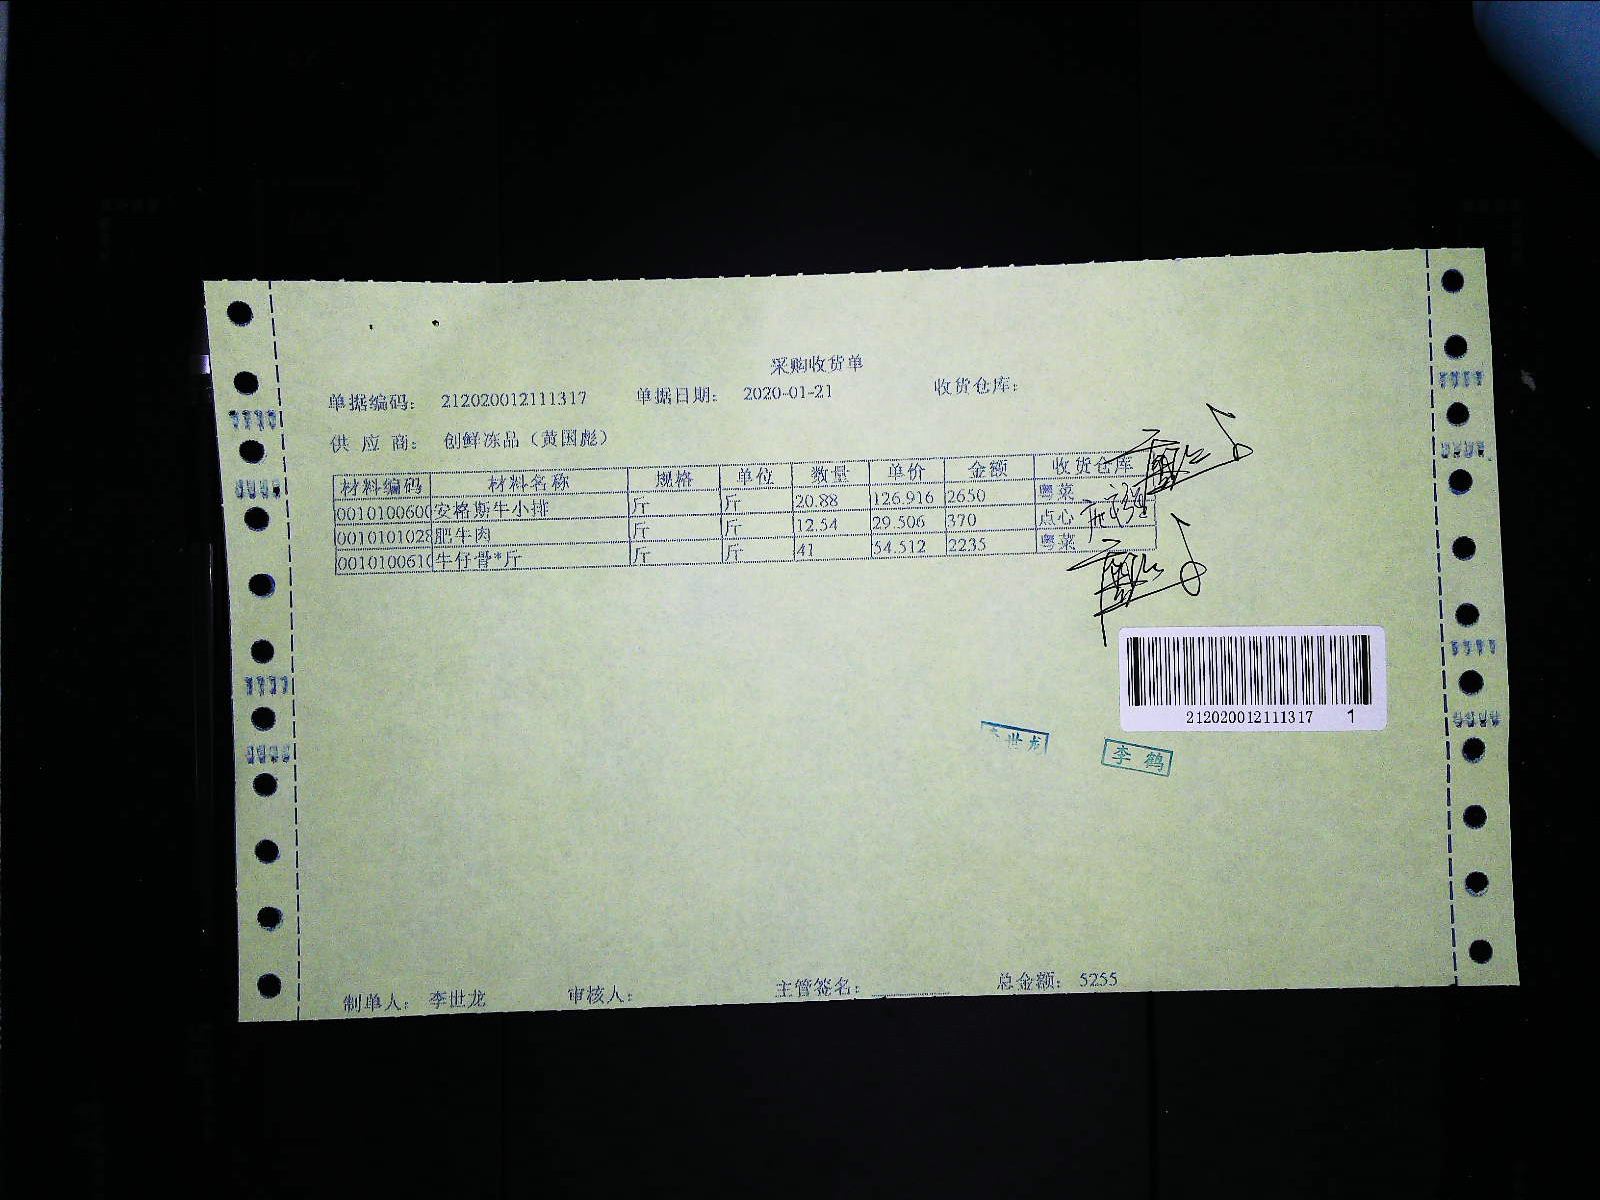 采购收货单
单据编码: 212020012111317 单据日期: 2020-01-21 收货仓库:
供应商: 创鲜冻品（黄国彪）
材料编码 材料名称 规格 单位 数量 单价 金额 收货仓库
0010100600 安格斯牛小排 斤 斤 20.88 126.916 2650 粤菜
0010101028 肥牛肉 斤 斤 12.54 29.506 370 点心
0010100610 牛仔骨*斤 斤 斤 41 54.512 2235 粤菜
212020012111317 1
世龙
李鹤
制单人: 李世龙 审核人: 主管签名: 总金额: 5255